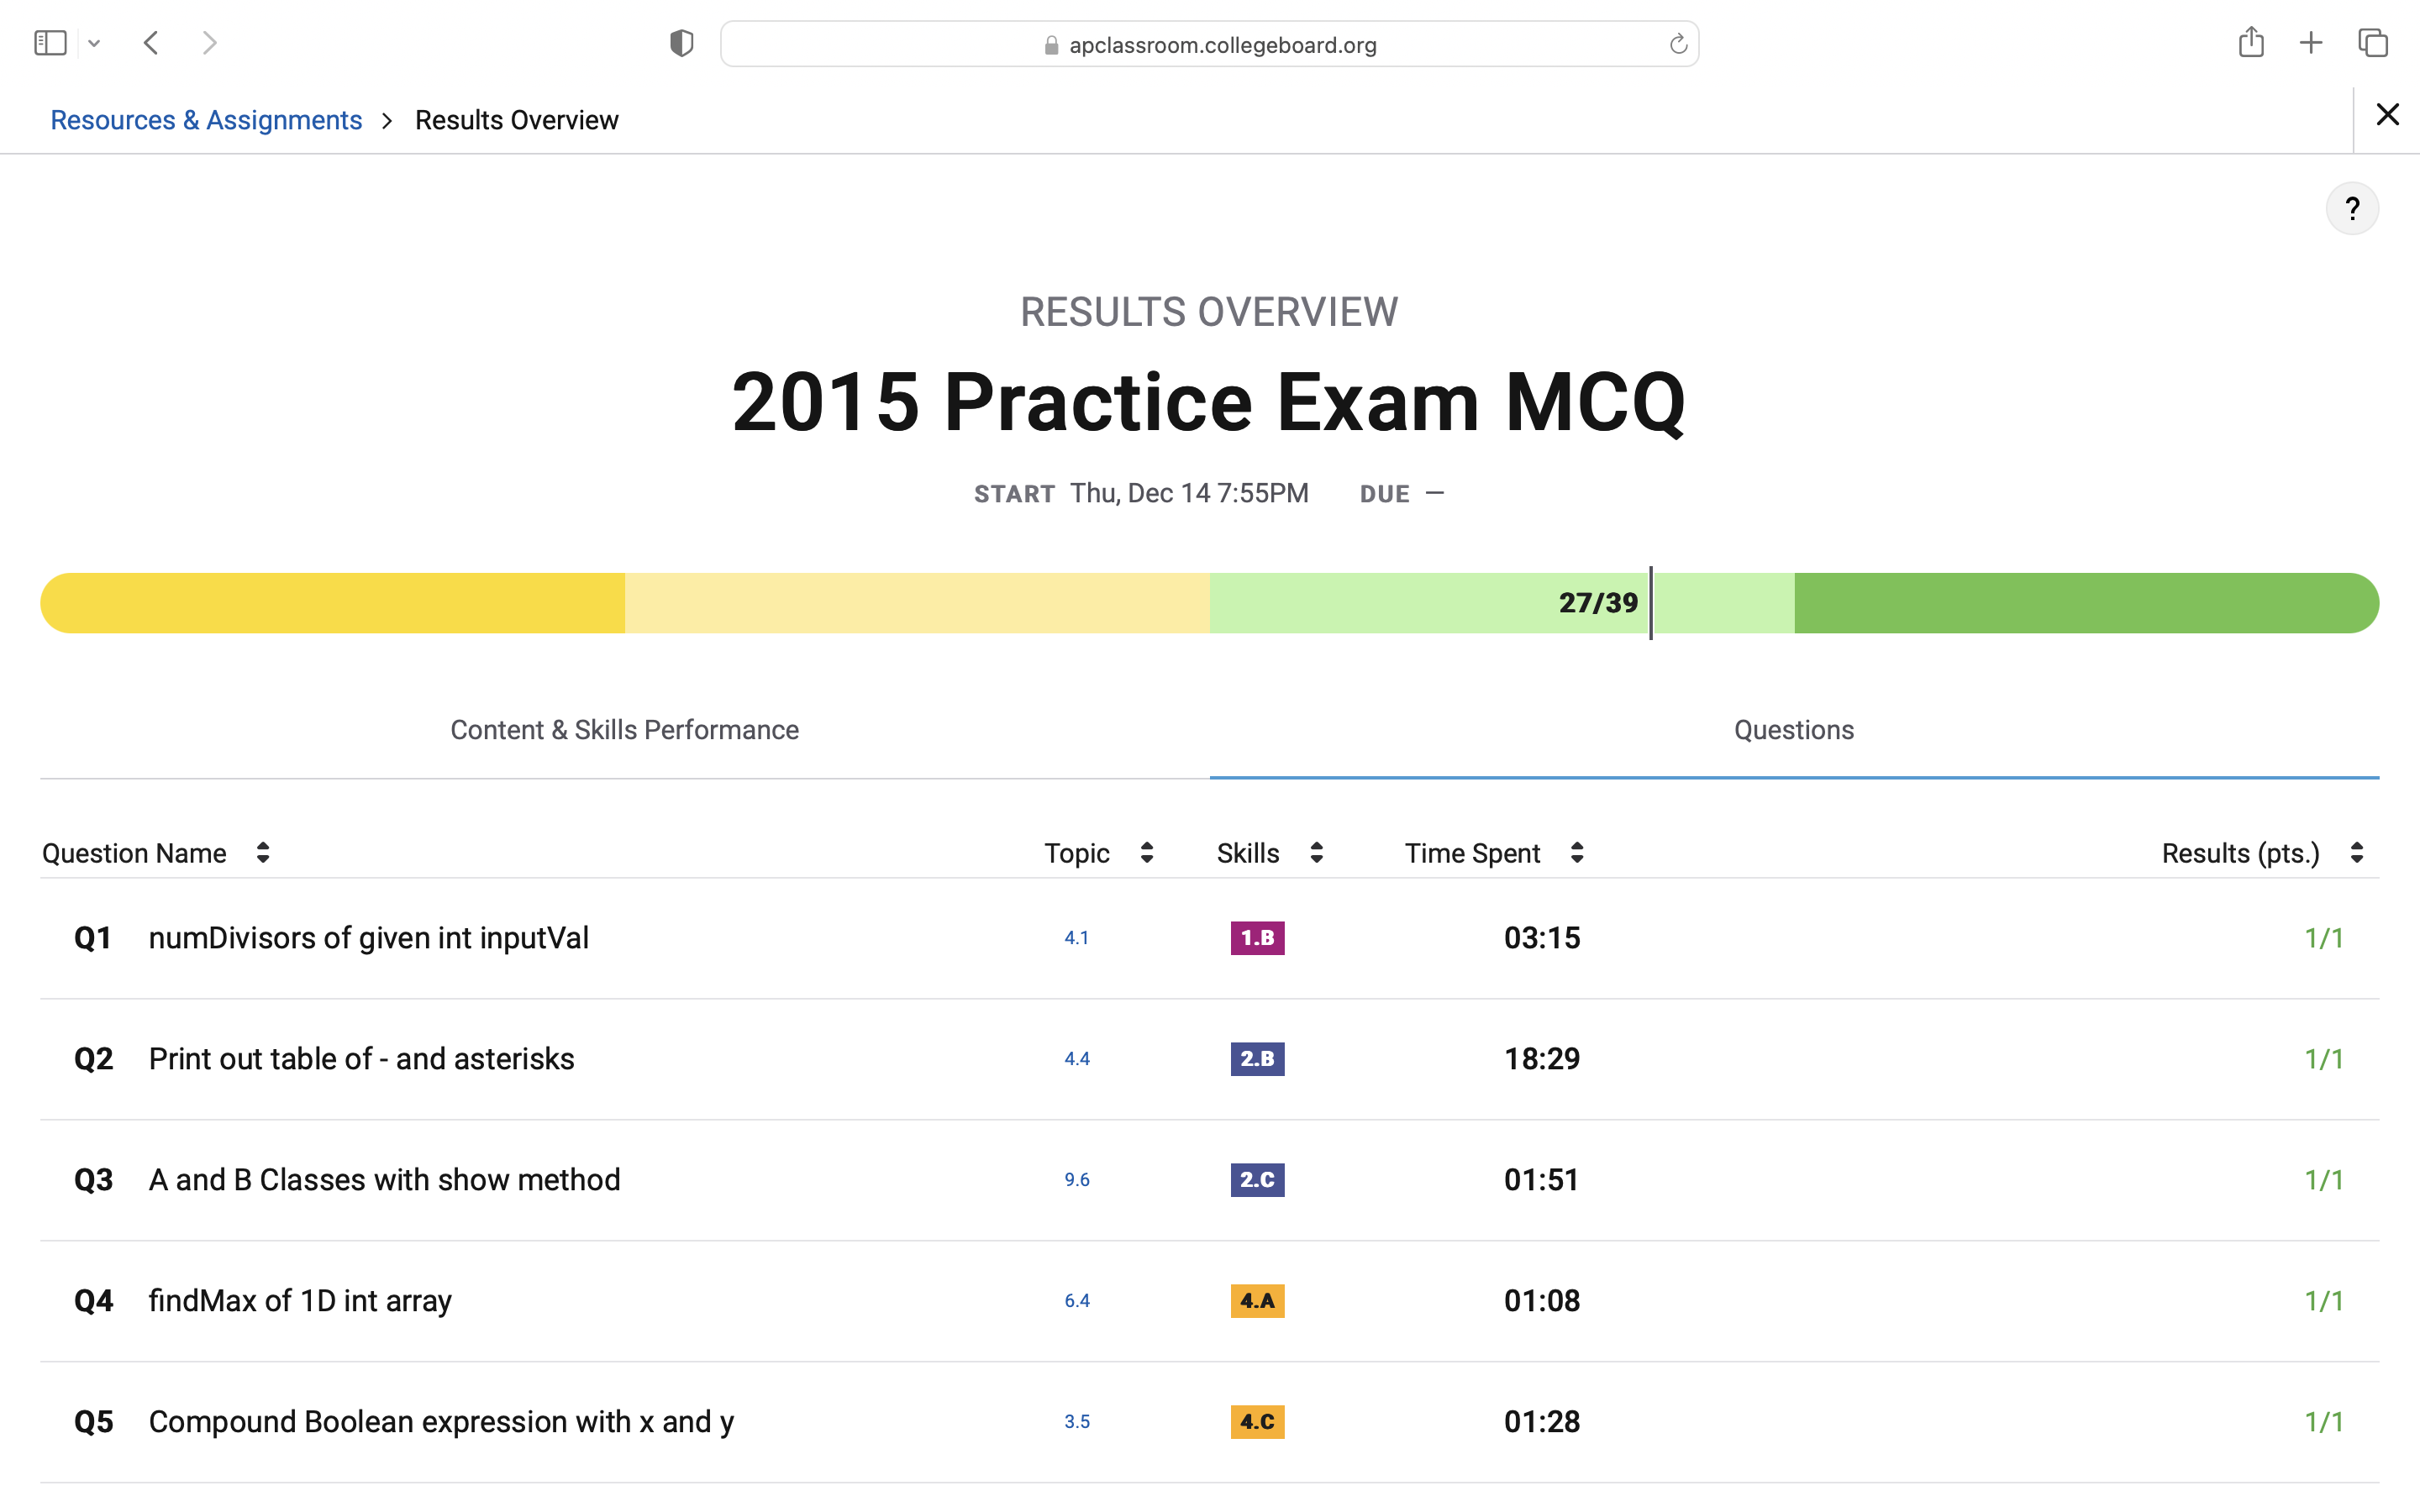 apclassroom.collegeboard.org
Resources & Assignments > Results Overview
?
RESULTS OVERVIEW
2015 Practice Exam MCQ
START Thu, Dec 14 7:55PM DUE —
27/39
Content & Skills Performance Questions
Question Name Topic Skills Time Spent Results (pts.)
Q1 numDivisors of given int inputVal 4.1 1.B 03:15 1/1
Q2 Print out table of - and asterisks 4.4 2.B 18:29 1/1
Q3 A and B Classes with show method 9.6 2.C 01:51 1/1
Q4 findMax of 1D int array 6.4 4.A 01:08 1/1
Q5 Compound Boolean expression with x and y 3.5 4.C 01:28 1/1